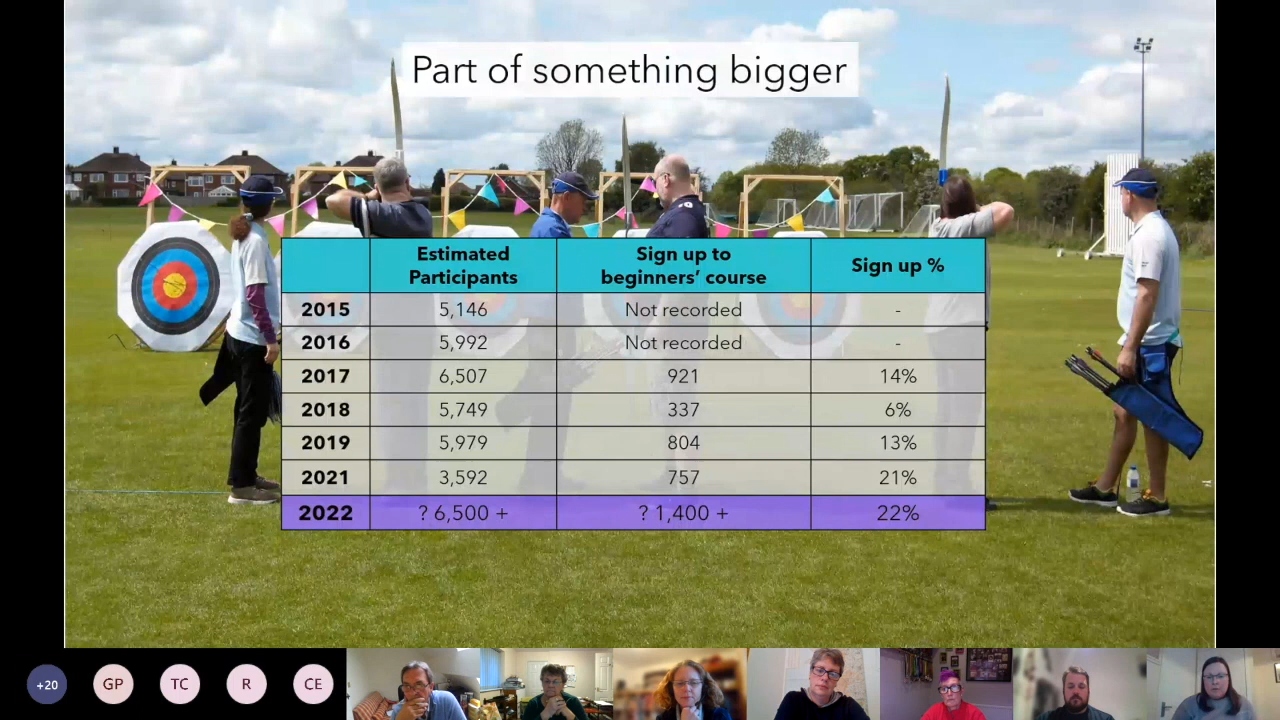 Part of something bigger
Estimated Participants | Sign up to beginners’ course | Sign up %
2015 5,146 Not recorded -
2016 5,992 Not recorded -
2017 6,507 921 14%
2018 5,749 337 6%
2019 5,979 804 13%
2021 3,592 757 21%
2022 ? 6,500 + ? 1,400 + 22%
+20 GP TC R CE